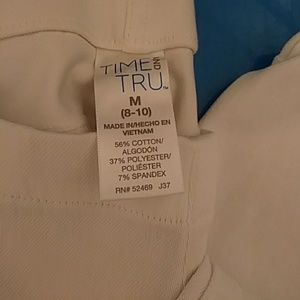 TIME AND
TRU™
M
(8-10)
MADE IN/HECHO EN
VIETNAM
56% COTTON/
ALGODÓN
37% POLYESTER/
POLIÉSTER
7% SPANDEX
RN# 52469 J37